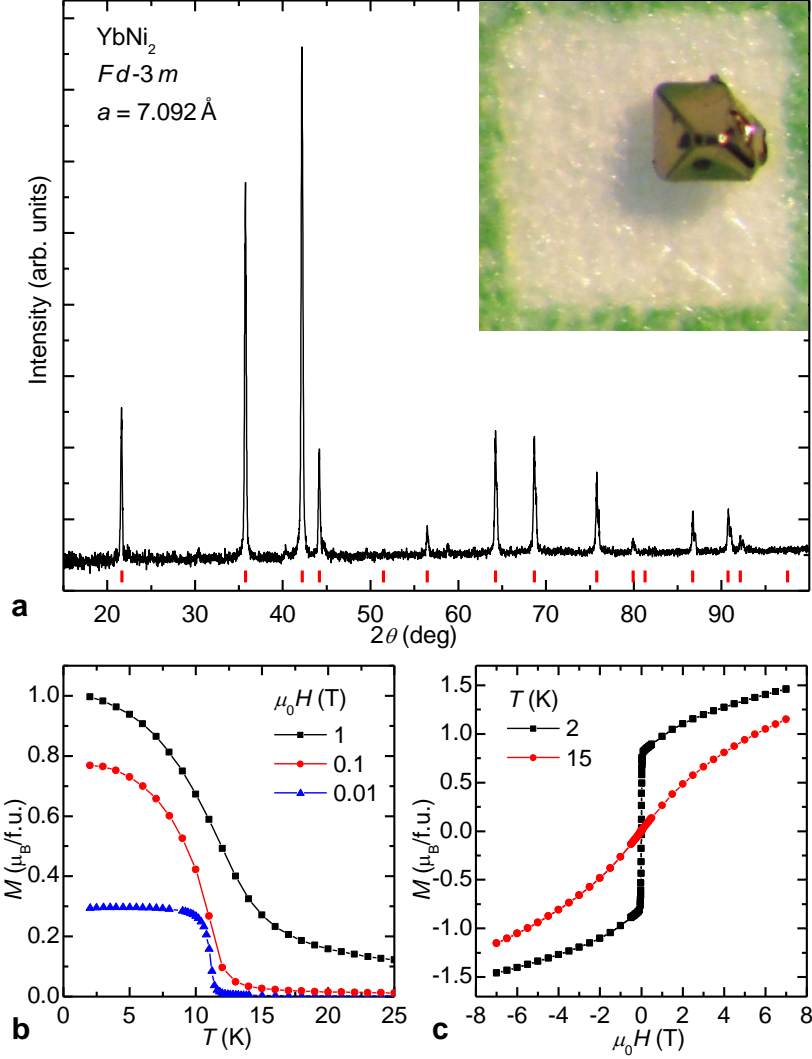 YbNi₂
Fd-3m
a = 7.092 Å
Intensity (arb. units)
20 30 40 50 60 70 80 90
2θ (deg)
a
1.0
0.8
0.6
0.4
0.2
0.0
M (μB/f.u.)
μ₀H (T)
1
0.1
0.01
0 5 10 15 20 25
T (K)
b
1.5
1.0
0.5
0.0
-0.5
-1.0
-1.5
M (μB/f.u.)
T (K)
2
15
-8 -6 -4 -2 0 2 4 6 8
μ₀H (T)
c